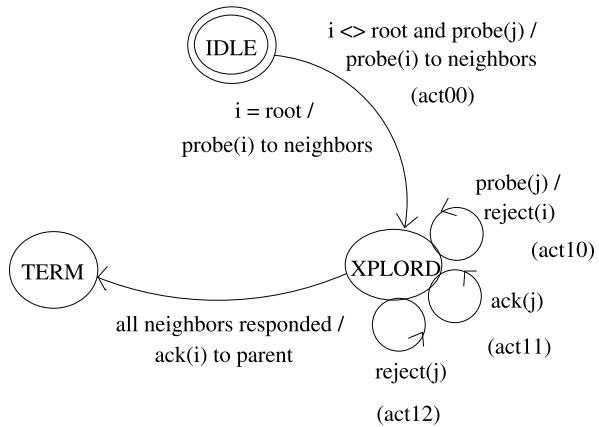 IDLE
i <> root and probe(j) /
probe(i) to neighbors
(act00)
i = root /
probe(i) to neighbors
probe(j) /
reject(i)
(act10)
XPLORD
TERM
ack(j)
(act11)
all neighbors responded /
ack(i) to parent
reject(j)
(act12)